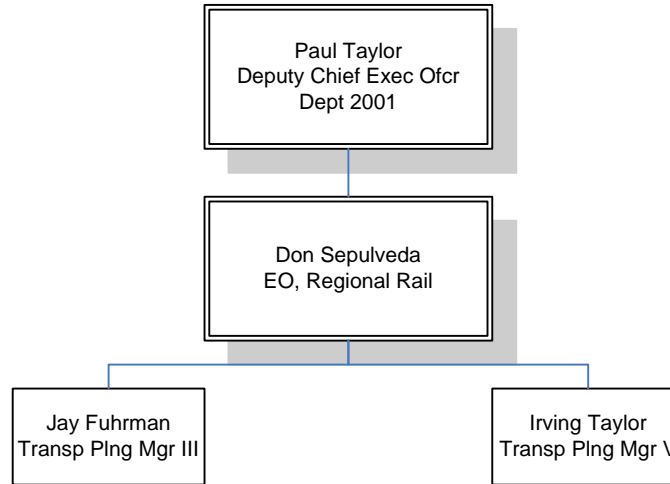 Paul Taylor
Deputy Chief Exec Ofcr
Dept 2001
Don Sepulveda
EO, Regional Rail
Jay Fuhrman
Transp Plng Mgr III
Irving Taylor
Transp Plng Mgr V